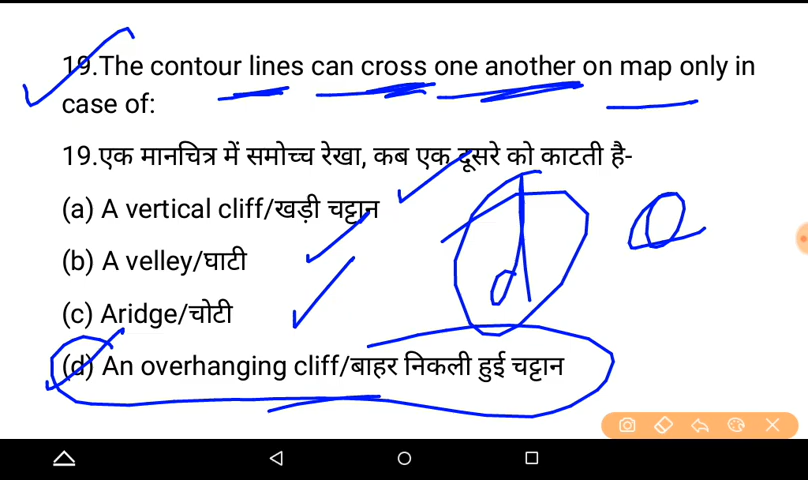 19.The contour lines can cross one another on map only in
case of:
19.एक मानचित्र में समोच्च रेखा, कब एक दूसरे को काटती है-
(a) A vertical cliff/खड़ी चट्टान
(b) A velley/घाटी
(c) Aridge/चोटी
(d) An overhanging cliff/बाहर निकली हुई चट्टान